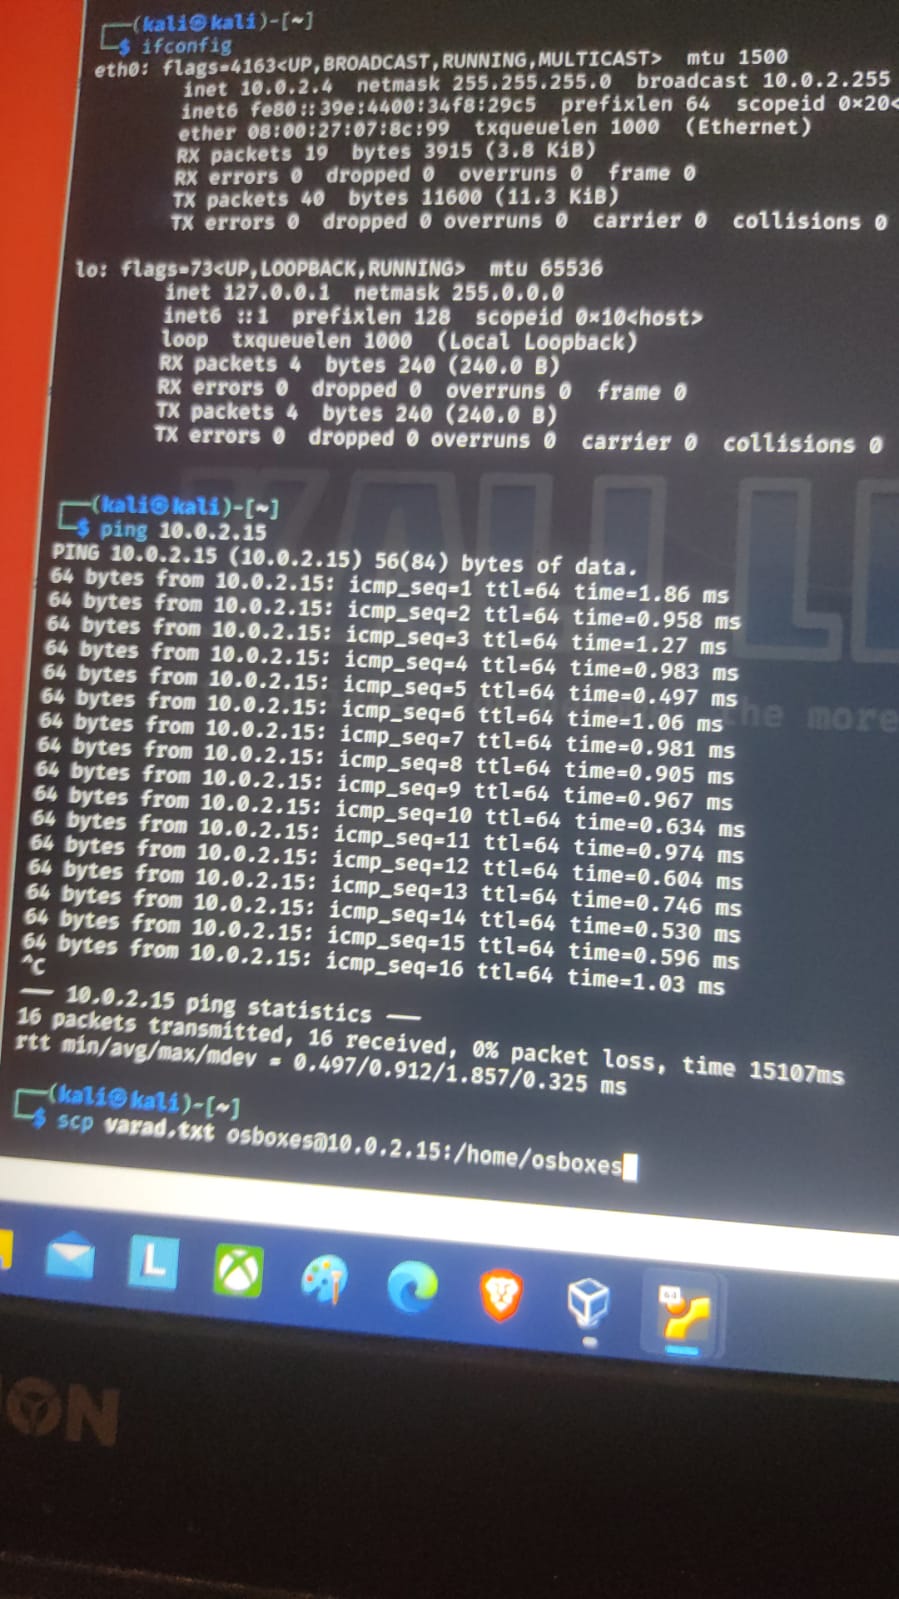 (kali㉿kali)-[~]
$ ifconfig
eth0: flags=4163<UP,BROADCAST,RUNNING,MULTICAST>  mtu 1500
inet 10.0.2.4  netmask 255.255.255.0  broadcast 10.0.2.255
inet6 fe80::39e:4400:34f8:29c5  prefixlen 64  scopeid 0×20<
ether 08:00:27:07:8c:99  txqueuelen 1000  (Ethernet)
RX packets 19  bytes 3915 (3.8 KiB)
RX errors 0  dropped 0  overruns 0  frame 0
TX packets 40  bytes 11600 (11.3 KiB)
TX errors 0  dropped 0 overruns 0  carrier 0  collisions 0
lo: flags=73<UP,LOOPBACK,RUNNING>  mtu 65536
inet 127.0.0.1  netmask 255.0.0.0
inet6 ::1  prefixlen 128  scopeid 0×10<host>
loop  txqueuelen 1000  (Local Loopback)
RX packets 4  bytes 240 (240.0 B)
RX errors 0  dropped 0  overruns 0  frame 0
TX packets 4  bytes 240 (240.0 B)
TX errors 0  dropped 0 overruns 0  carrier 0  collisions 0
(kali㉿kali)-[~]
$ ping 10.0.2.15
PING 10.0.2.15 (10.0.2.15) 56(84) bytes of data.
64 bytes from 10.0.2.15: icmp_seq=1 ttl=64 time=1.86 ms
64 bytes from 10.0.2.15: icmp_seq=2 ttl=64 time=0.958 ms
64 bytes from 10.0.2.15: icmp_seq=3 ttl=64 time=1.27 ms
64 bytes from 10.0.2.15: icmp_seq=4 ttl=64 time=0.983 ms
64 bytes from 10.0.2.15: icmp_seq=5 ttl=64 time=0.497 ms
64 bytes from 10.0.2.15: icmp_seq=6 ttl=64 time=1.06 ms
64 bytes from 10.0.2.15: icmp_seq=7 ttl=64 time=0.981 ms
64 bytes from 10.0.2.15: icmp_seq=8 ttl=64 time=0.905 ms
64 bytes from 10.0.2.15: icmp_seq=9 ttl=64 time=0.967 ms
64 bytes from 10.0.2.15: icmp_seq=10 ttl=64 time=0.634 ms
64 bytes from 10.0.2.15: icmp_seq=11 ttl=64 time=0.974 ms
64 bytes from 10.0.2.15: icmp_seq=12 ttl=64 time=0.604 ms
64 bytes from 10.0.2.15: icmp_seq=13 ttl=64 time=0.746 ms
64 bytes from 10.0.2.15: icmp_seq=14 ttl=64 time=0.530 ms
64 bytes from 10.0.2.15: icmp_seq=15 ttl=64 time=0.596 ms
64 bytes from 10.0.2.15: icmp_seq=16 ttl=64 time=1.03 ms
^C
— 10.0.2.15 ping statistics —
16 packets transmitted, 16 received, 0% packet loss, time 15107ms
rtt min/avg/max/mdev = 0.497/0.912/1.857/0.325 ms
(kali㉿kali)-[~]
$ scp varad.txt osboxes@10.0.2.15:/home/osboxes
the more
L
64
ON